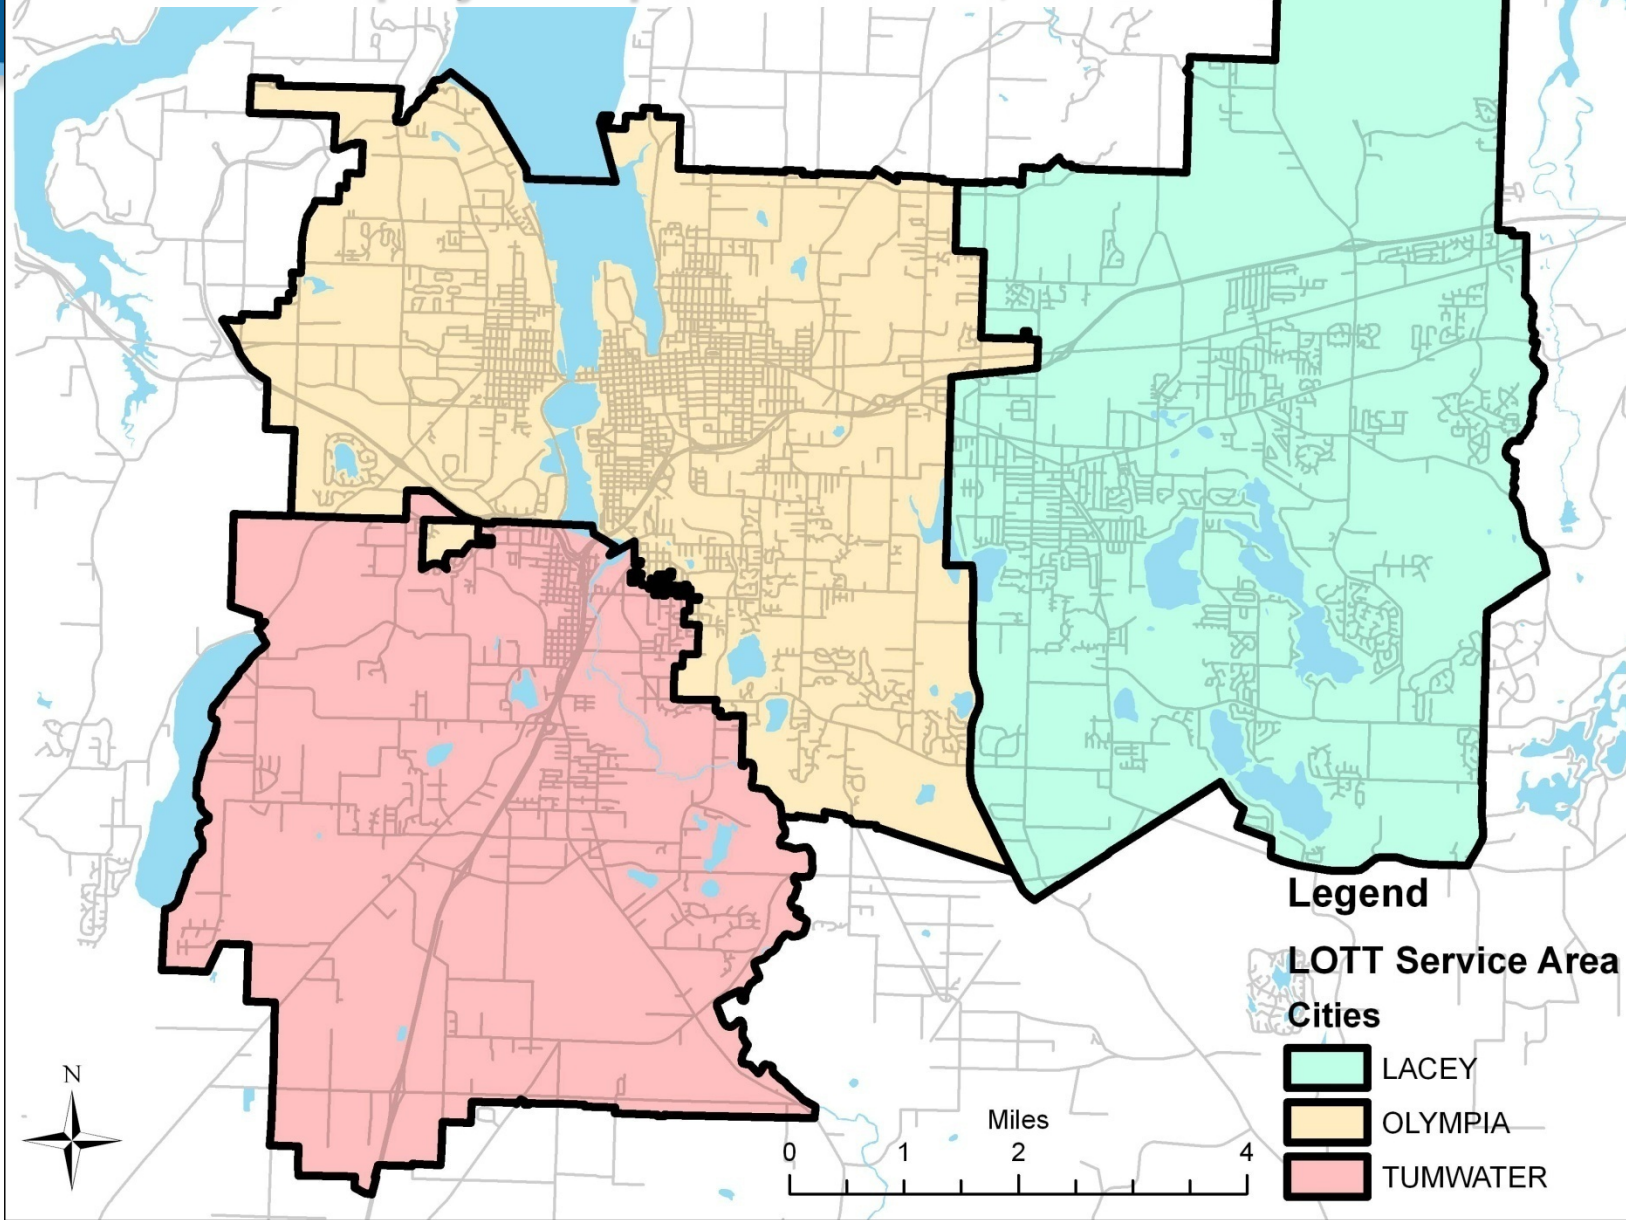 Legend
LOTT Service Area
Cities
LACEY
OLYMPIA
TUMWATER
N
Miles
0 1 2 4